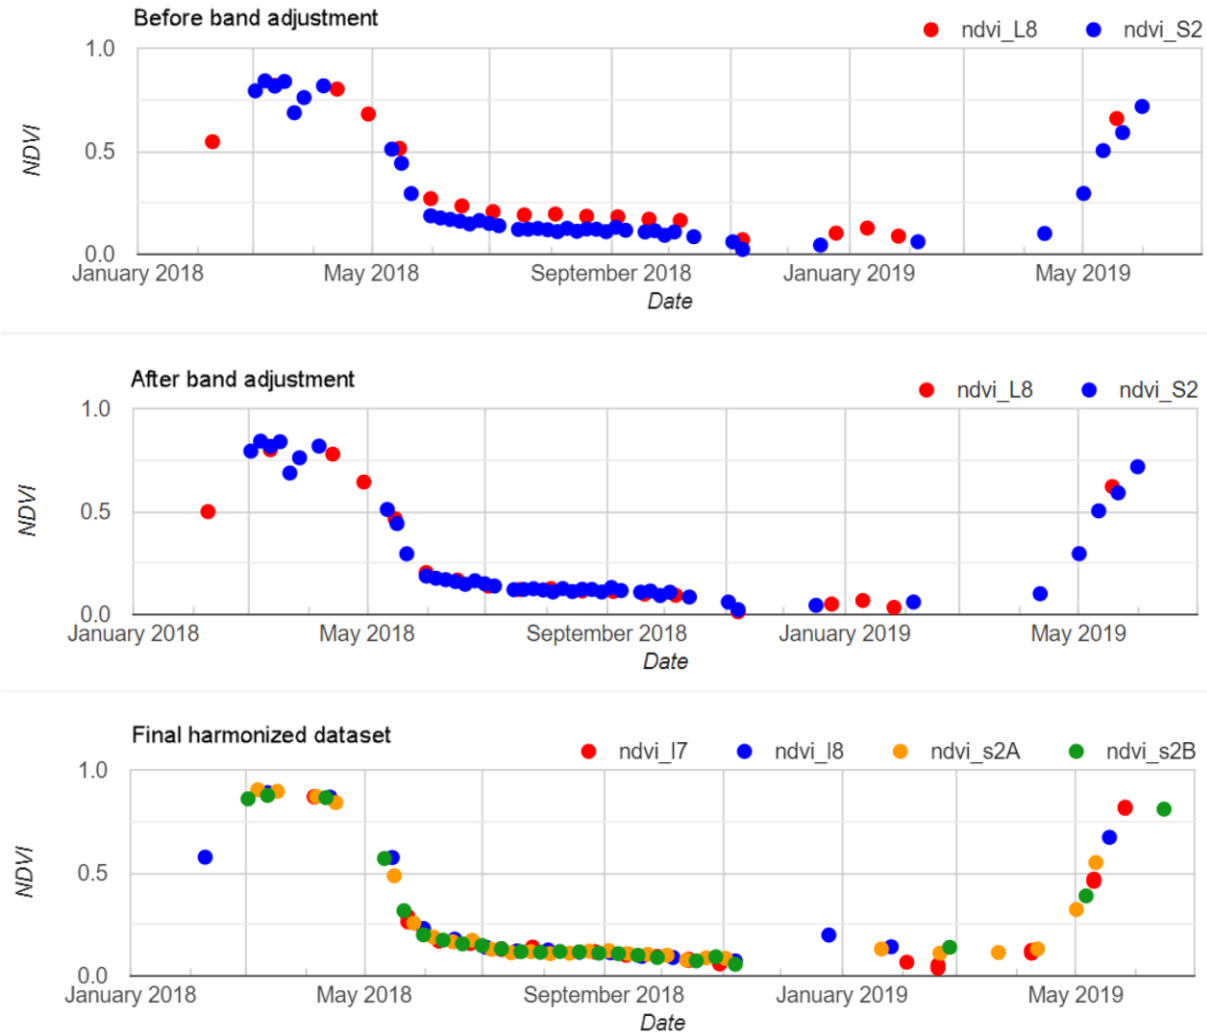 Before band adjustment
ndvi_L8 ndvi_S2
1.0
NDVI
0.5
0.0
January 2018 May 2018 September 2018 January 2019 May 2019
Date
After band adjustment
ndvi_L8 ndvi_S2
1.0
NDVI
0.5
0.0
January 2018 May 2018 September 2018 January 2019 May 2019
Date
Final harmonized dataset
ndvi_l7 ndvi_l8 ndvi_s2A ndvi_s2B
1.0
NDVI
0.5
0.0
January 2018 May 2018 September 2018 January 2019 May 2019
Date